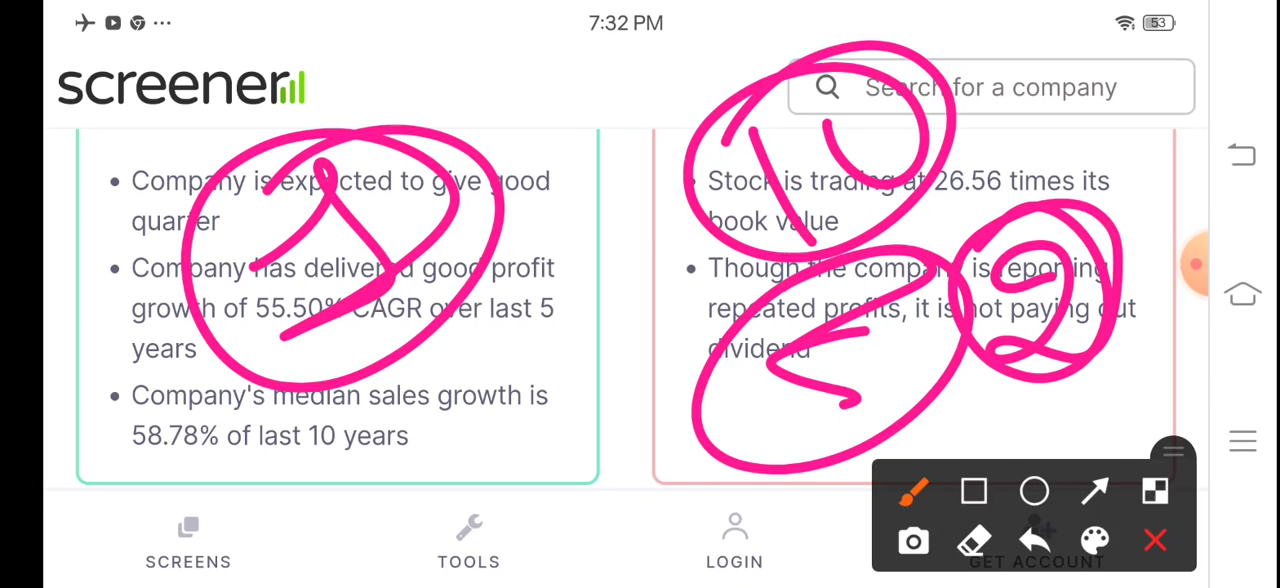 7:32 PM
53
screener
Search for a company
Company is expected to give good
quarter
Company has delivered good profit
growth of 55.50% CAGR over last 5
years
Company's median sales growth is
58.78% of last 10 years
Stock is trading at 26.56 times its
book value
Though the company is reporting
repeated profits, it is not paying out
dividend
SCREENS
TOOLS
LOGIN
GET ACCOUNT